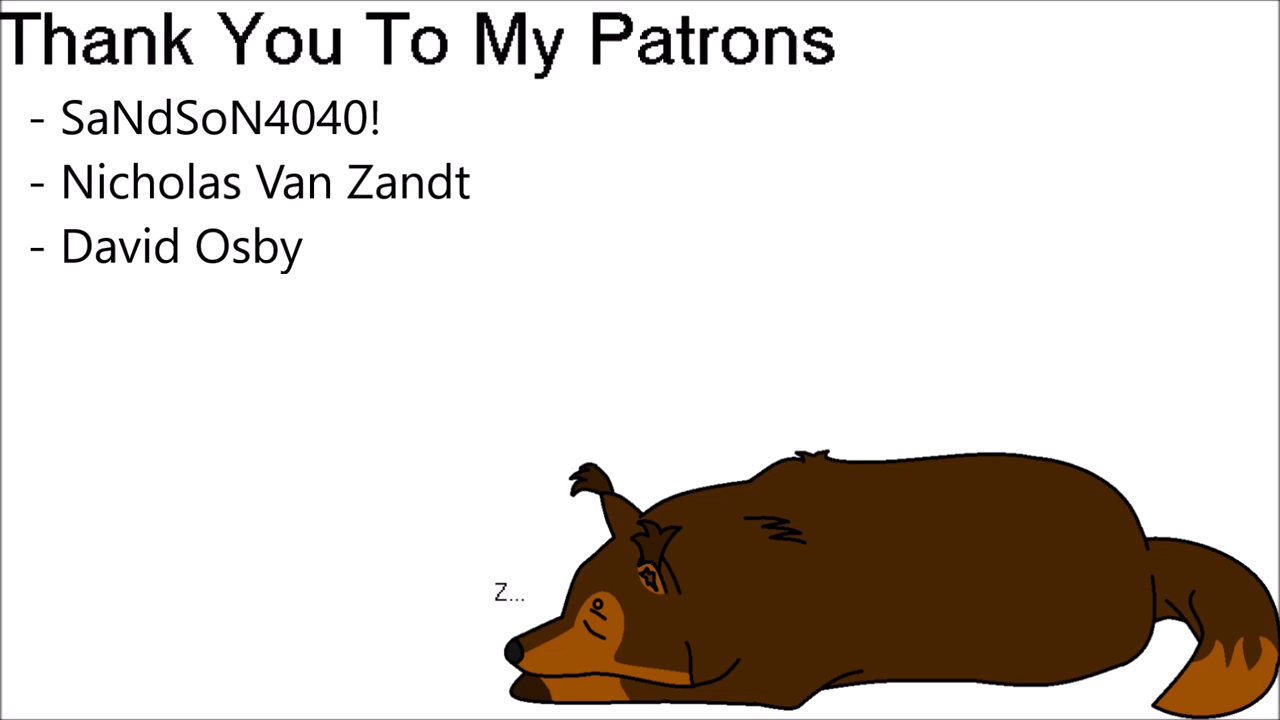 Thank You To My Patrons
- SaNdSoN4040!
- Nicholas Van Zandt
- David Osby
Z...